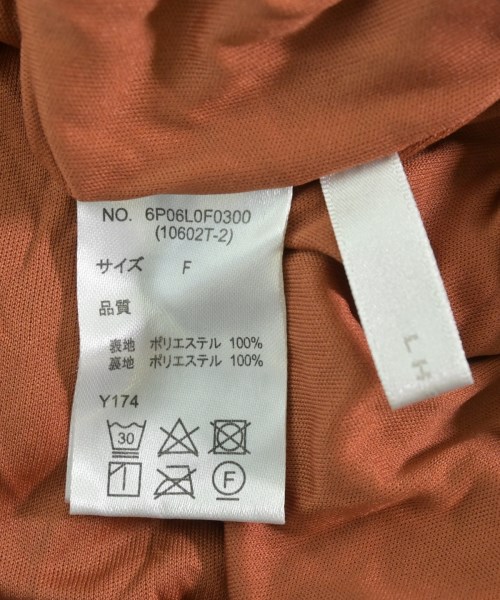 NO. 6P06L0F0300
(10602T-2)
サイズ F
品質
表地 ポリエステル 100%
裏地 ポリエステル 100%
Y174
30
F
L H